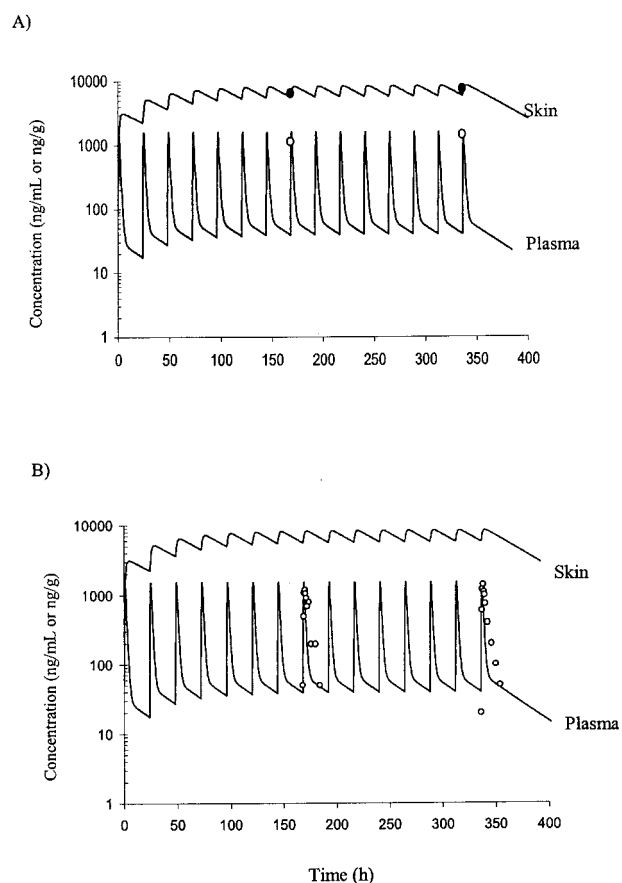 A)
Concentration (ng/mL or ng/g)
10000
1000
100
10
1
0 50 100 150 200 250 300 350 400
Skin
Plasma
B)
Concentration (ng/mL or ng/g)
10000
1000
100
10
1
0 50 100 150 200 250 300 350 400
Skin
Plasma
Time (h)